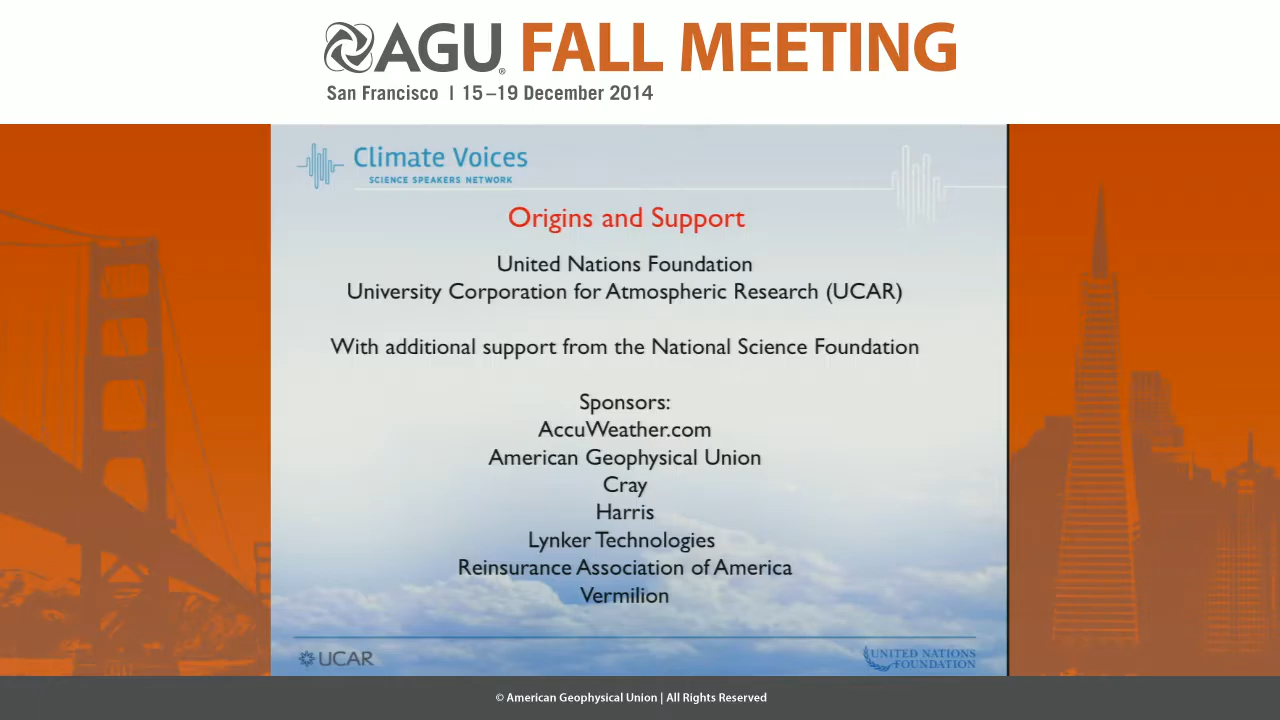 AGU® FALL MEETING
San Francisco | 15–19 December 2014
Climate Voices
SCIENCE SPEAKERS NETWORK
Origins and Support
United Nations Foundation
University Corporation for Atmospheric Research (UCAR)
With additional support from the National Science Foundation
Sponsors:
AccuWeather.com
American Geophysical Union
Cray
Harris
Lynker Technologies
Reinsurance Association of America
Vermilion
UCAR
UNITED NATIONS
FOUNDATION
© American Geophysical Union | All Rights Reserved